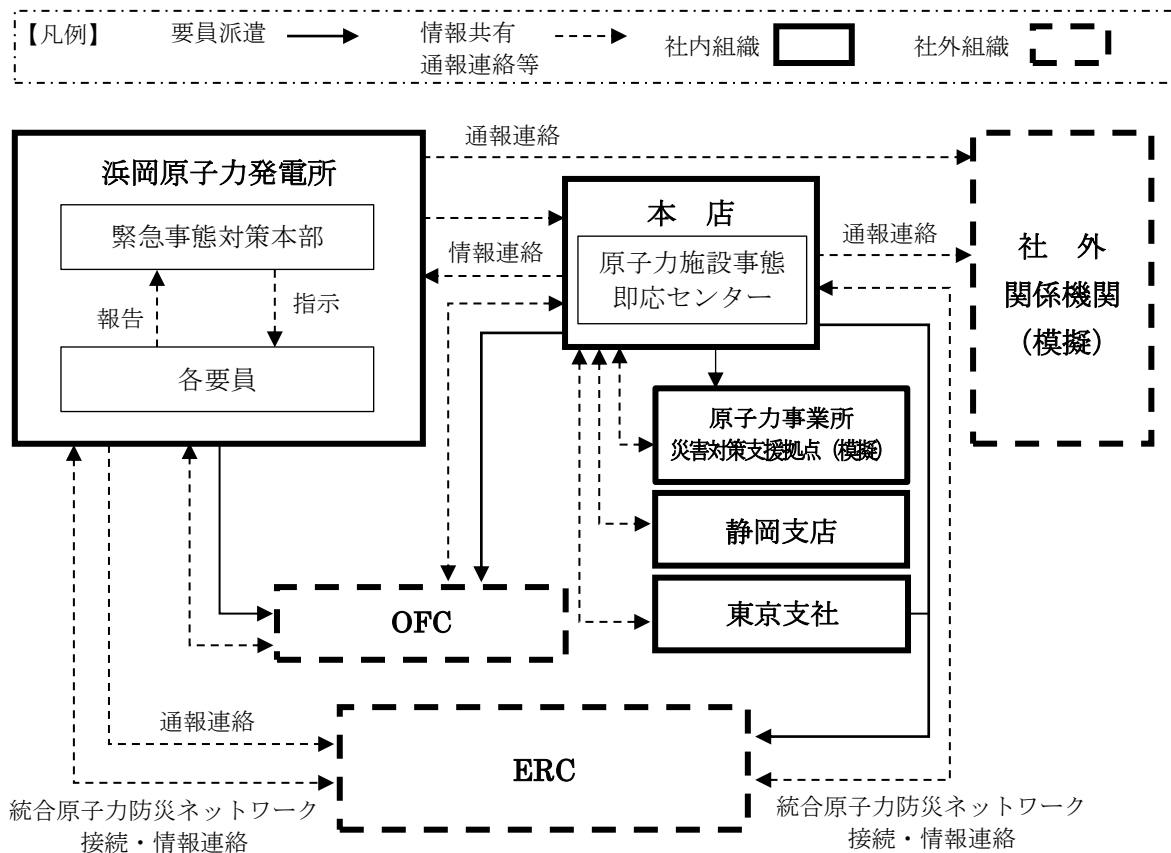 【凡例】
要員派遣
情報共有
通報連絡等
社内組織
社外組織
通報連絡
浜岡原子力発電所
緊急事態対策本部
報告
指示
各要員
情報連絡
本　店
原子力施設事態
即応センター
通報連絡
社　外
関係機関
（模擬）
原子力事業所
災害対策支援拠点（模擬）
静岡支店
東京支社
OFC
通報連絡
ERC
統合原子力防災ネットワーク
接続・情報連絡
統合原子力防災ネットワーク
接続・情報連絡